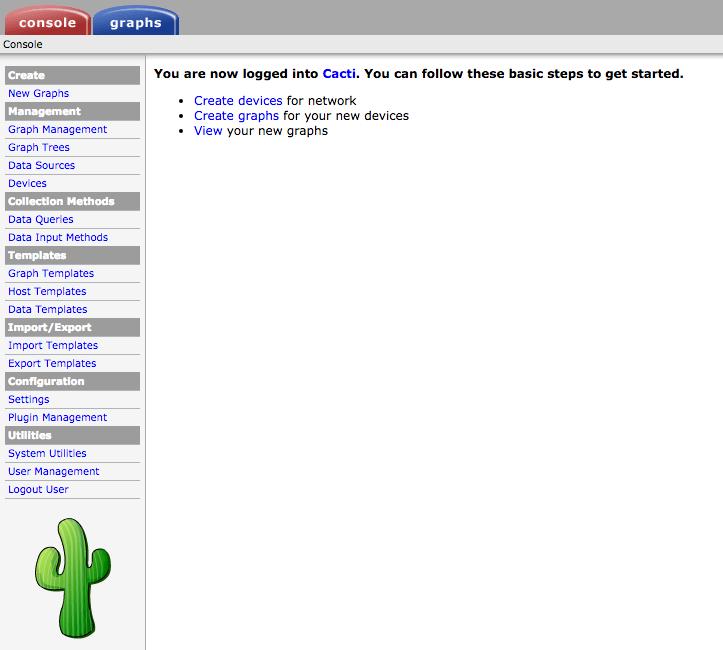 console
graphs
Console
Create
New Graphs
Management
Graph Management
Graph Trees
Data Sources
Devices
Collection Methods
Data Queries
Data Input Methods
Templates
Graph Templates
Host Templates
Data Templates
Import/Export
Import Templates
Export Templates
Configuration
Settings
Plugin Management
Utilities
System Utilities
User Management
Logout User
You are now logged into Cacti. You can follow these basic steps to get started.
Create devices for network
Create graphs for your new devices
View your new graphs